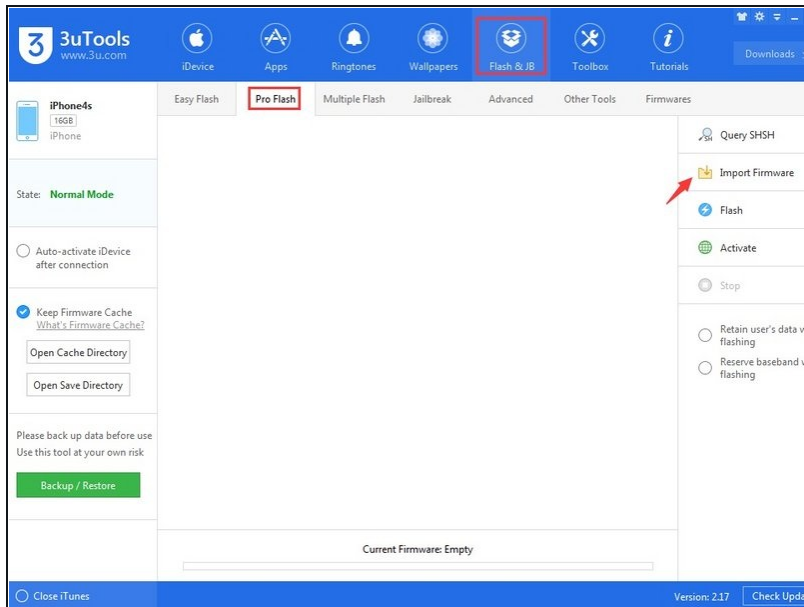 3
3uTools
www.3u.com
iDevice
Apps
Ringtones
Wallpapers
Flash & JB
Toolbox
Tutorials
Downloads
iPhone4s
16GB
iPhone
State: Normal Mode
Auto-activate iDevice
after connection
Keep Firmware Cache
What's Firmware Cache?
Open Cache Directory
Open Save Directory
Please back up data before use
Use this tool at your own risk
Backup / Restore
Close iTunes
Easy Flash
Pro Flash
Multiple Flash
Jailbreak
Advanced
Other Tools
Firmwares
Current Firmware: Empty
SH
Query SHSH
Import Firmware
Flash
Activate
Stop
Retain user's data
flashing
Reserve baseband
flashing
Version: 2.17
Check Upda